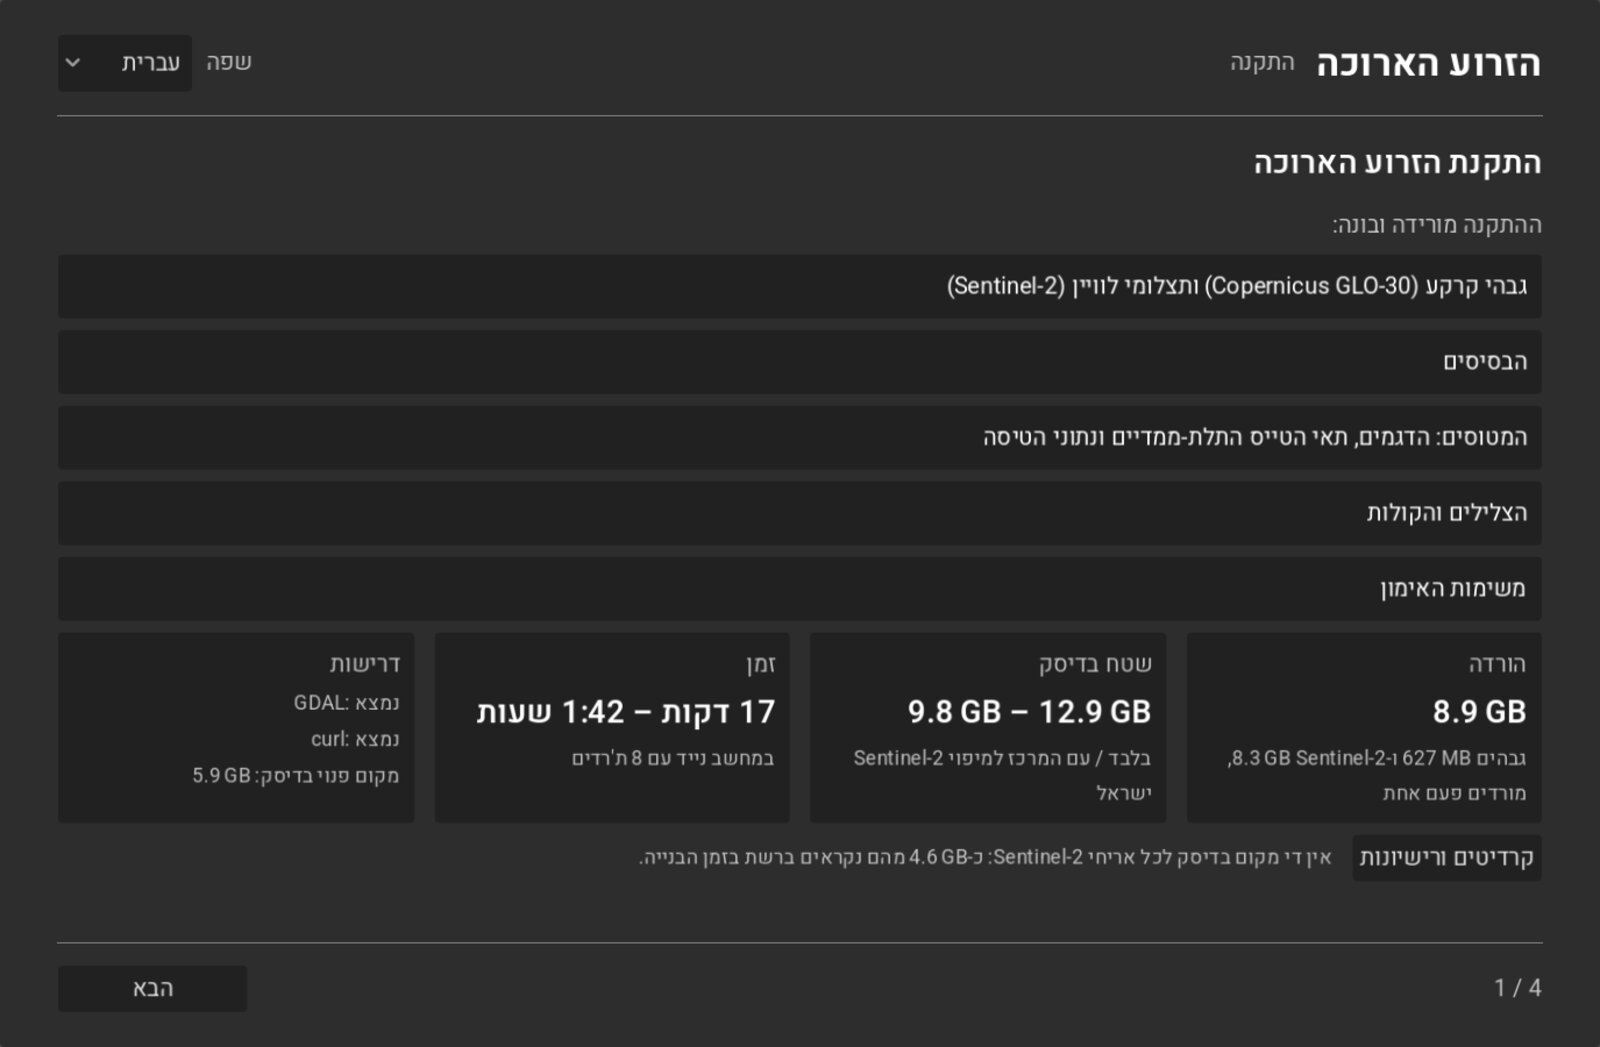 הזרוע הארוכה
התקנה
שפה
עברית
התקנת הזרוע הארוכה
ההתקנה מורידה ובונה:
גבהי קרקע (Copernicus GLO-30) ותצלומי לוויין (Sentinel-2)
הבסיסים
המטוסים: הדגמים, תאי הטייס התלת-ממדיים ונתוני הטיסה
הצלילים והקולות
משימות האימון
הורדה
8.9 GB
גבהים 627 MB ו-8.3 GB Sentinel-2,
מורדים פעם אחת
שטח בדיסק
9.8 GB – 12.9 GB
בלבד / עם המרכז למיפוי Sentinel-2
ישראל
זמן
17 דקות – 1:42 שעות
במחשב נייד עם 8 ת'רדים
דרישות
נמצא :GDAL
נמצא :curl
מקום פנוי בדיסק: 5.9 GB
קרדיטים ורישיונות
אין די מקום בדיסק לכל אריחי Sentinel-2: כ-4.6 GB מהם נקראים ברשת בזמן הבנייה.
1 / 4
הבא